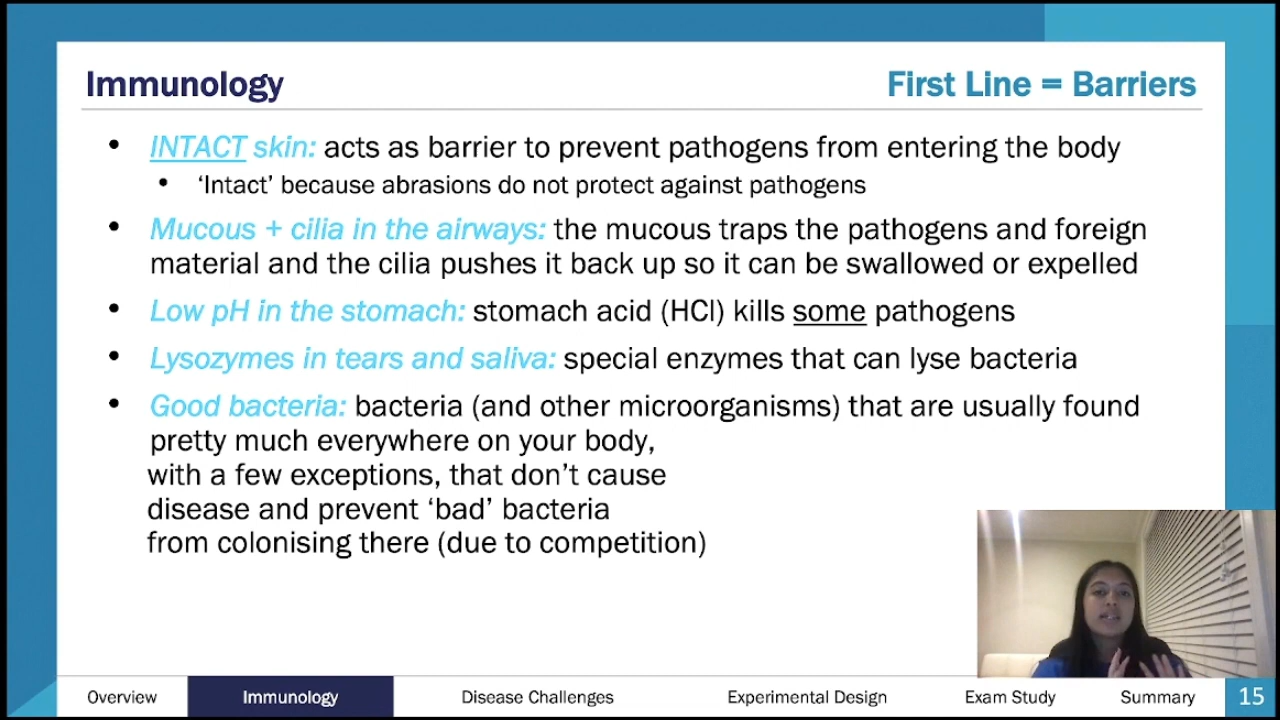 Immunology
First Line = Barriers
• INTACT skin: acts as barrier to prevent pathogens from entering the body
• ‘Intact’ because abrasions do not protect against pathogens
• Mucous + cilia in the airways: the mucous traps the pathogens and foreign
material and the cilia pushes it back up so it can be swallowed or expelled
• Low pH in the stomach: stomach acid (HCl) kills some pathogens
• Lysozymes in tears and saliva: special enzymes that can lyse bacteria
• Good bacteria: bacteria (and other microorganisms) that are usually found
pretty much everywhere on your body,
with a few exceptions, that don’t cause
disease and prevent ‘bad’ bacteria
from colonising there (due to competition)
Overview Immunology Disease Challenges Experimental Design Exam Study Summary 15